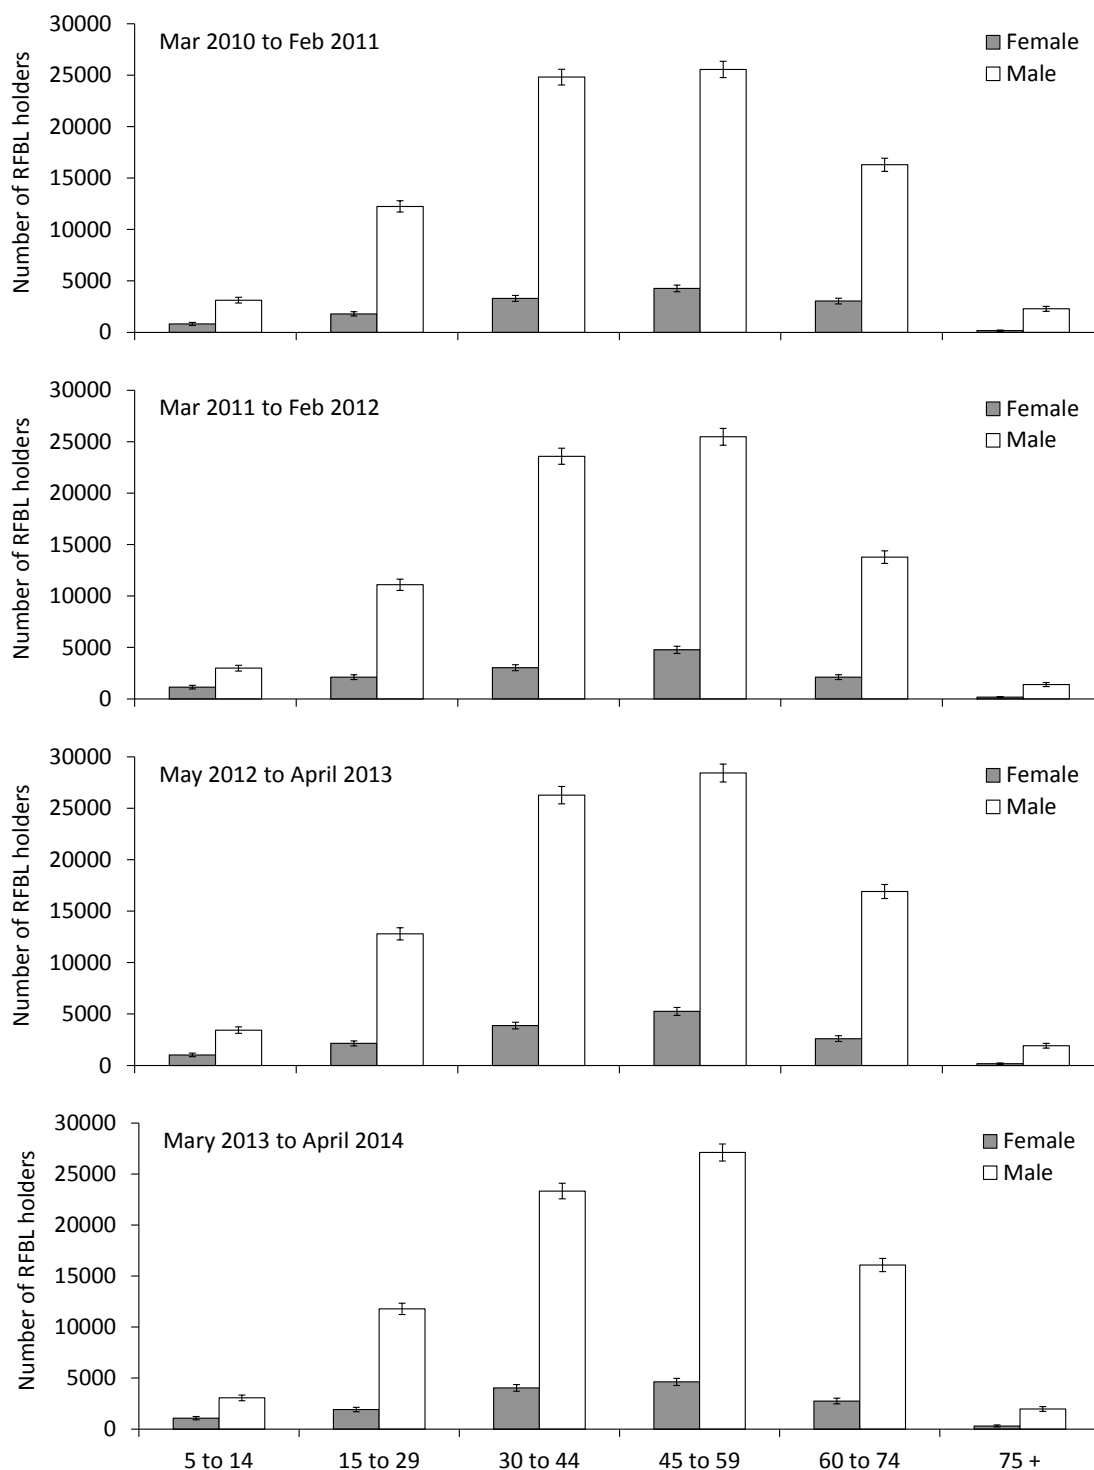 Number of RFBL holders
30000
25000
20000
15000
10000
5000
0
Mar 2010 to Feb 2011
Female
Male
Number of RFBL holders
30000
25000
20000
15000
10000
5000
0
Mar 2011 to Feb 2012
Female
Male
Number of RFBL holders
30000
25000
20000
15000
10000
5000
0
May 2012 to April 2013
Female
Male
Number of RFBL holders
30000
25000
20000
15000
10000
5000
0
Mary 2013 to April 2014
Female
Male
5 to 14 15 to 29 30 to 44 45 to 59 60 to 74 75 +